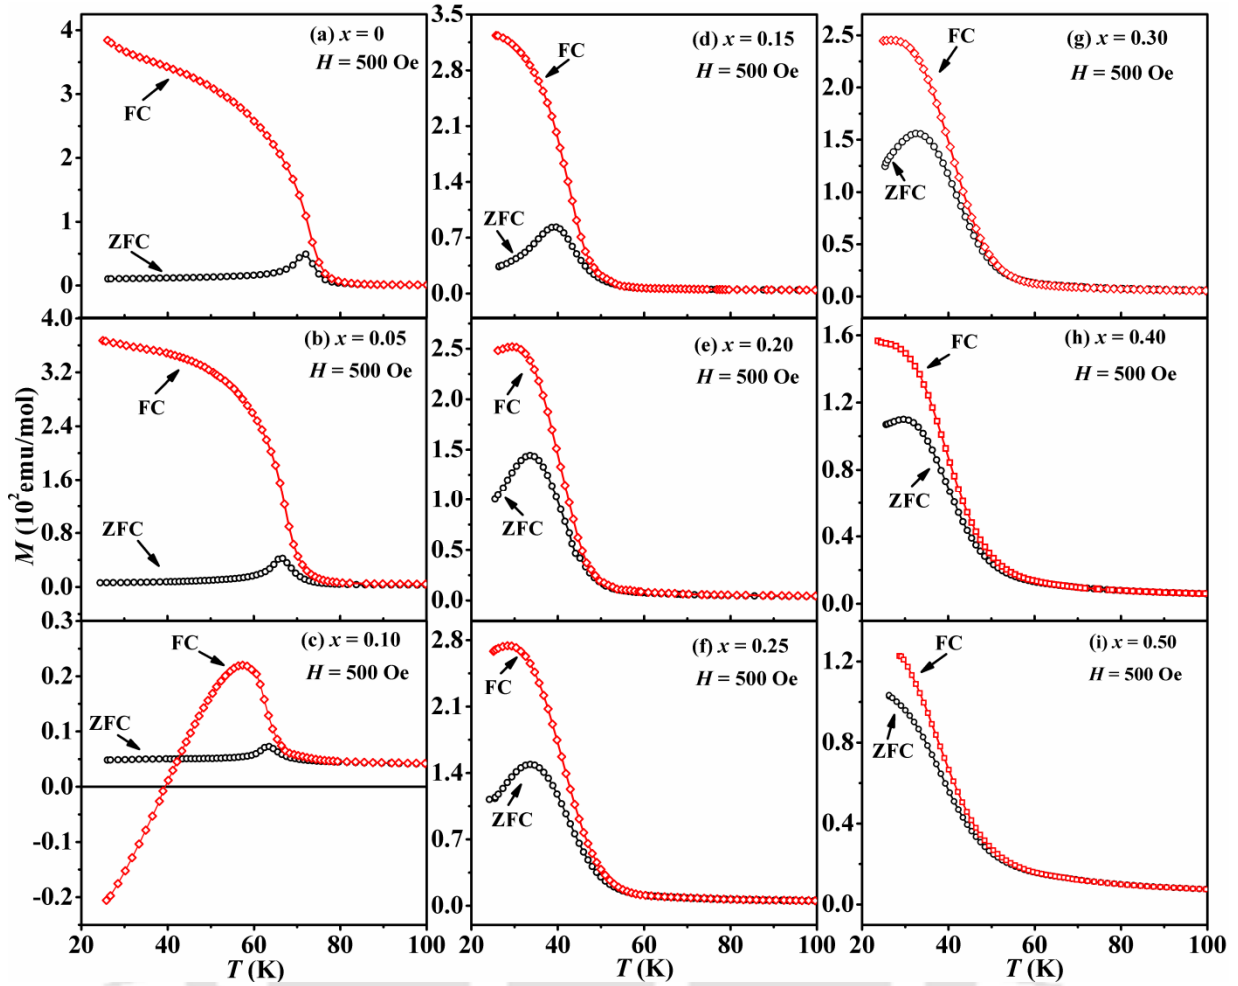 M (10^2 emu/mol)
(a) x = 0
H = 500 Oe
FC
ZFC
4
3
2
1
0
(b) x = 0.05
H = 500 Oe
FC
ZFC
4.0
3.2
2.4
1.6
0.8
0.0
(c) x = 0.10
H = 500 Oe
FC
ZFC
0.3
0.2
0.1
0.0
-0.1
-0.2
20 40 60 80 100
T (K)
(d) x = 0.15
H = 500 Oe
FC
ZFC
3.5
2.8
2.1
1.4
0.7
0.0
(e) x = 0.20
H = 500 Oe
FC
ZFC
2.5
2.0
1.5
1.0
0.5
0.0
(f) x = 0.25
H = 500 Oe
FC
ZFC
2.8
2.1
1.4
0.7
0.0
20 40 60 80 100
T (K)
(g) x = 0.30
H = 500 Oe
FC
ZFC
2.5
2.0
1.5
1.0
0.5
0.0
(h) x = 0.40
H = 500 Oe
FC
ZFC
1.6
1.2
0.8
0.4
0.0
(i) x = 0.50
H = 500 Oe
FC
ZFC
1.2
0.8
0.4
0.0
20 40 60 80 100
T (K)